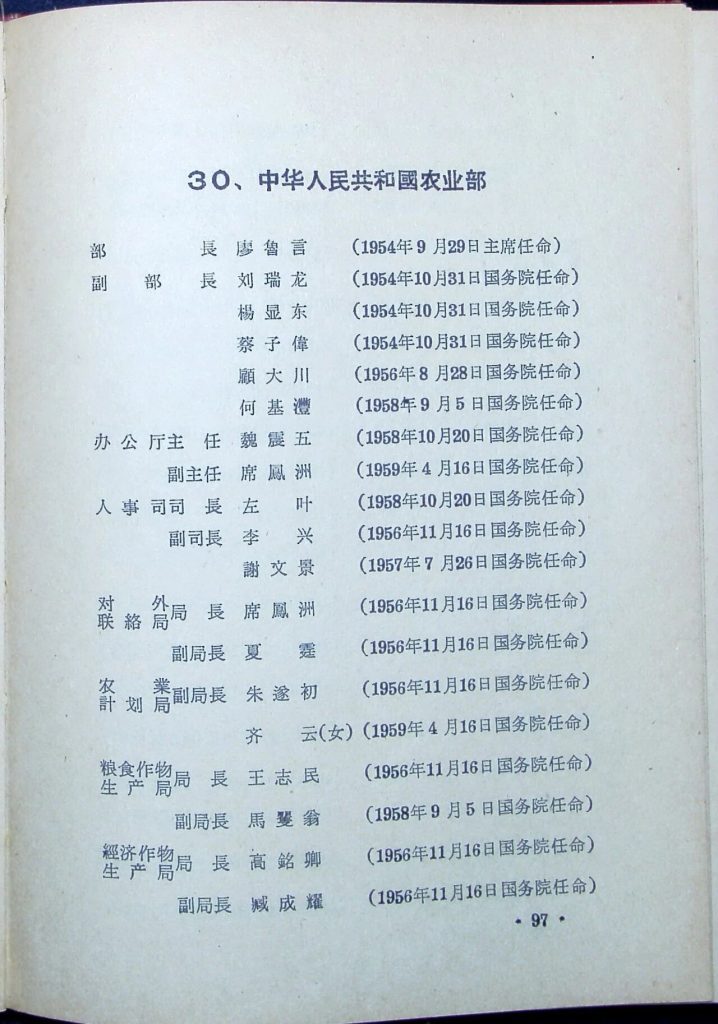 30、中华人民共和國农业部
部長 廖魯言 (1954年9月29日主席任命)
副部長 刘瑞龙 (1954年10月31日国务院任命)
楊显东 (1954年10月31日国务院任命)
蔡子偉 (1954年10月31日国务院任命)
顧大川 (1956年8月28日国务院任命)
何基灃 (1958年9月5日国务院任命)
办公厅主任 魏震五 (1958年10月20日国务院任命)
副主任 席鳳洲 (1959年4月16日国务院任命)
人事司司長 左叶 (1958年10月20日国务院任命)
副司長 李兴 (1956年11月16日国务院任命)
謝文景 (1957年7月26日国务院任命)
对外联絡局局長 席鳳洲 (1956年11月16日国务院任命)
副局長 夏霆 (1956年11月16日国务院任命)
农業計划局副局長 朱遂初 (1956年11月16日国务院任命)
齐云(女) (1959年4月16日国务院任命)
粮食作物生产局局長 王志民 (1956年11月16日国务院任命)
副局長 馬翁 (1958年9月5日国务院任命)
經济作物生产局局長 高銘卿 (1956年11月16日国务院任命)
副局長 臧成耀 (1956年11月16日国务院任命)
• 97 •